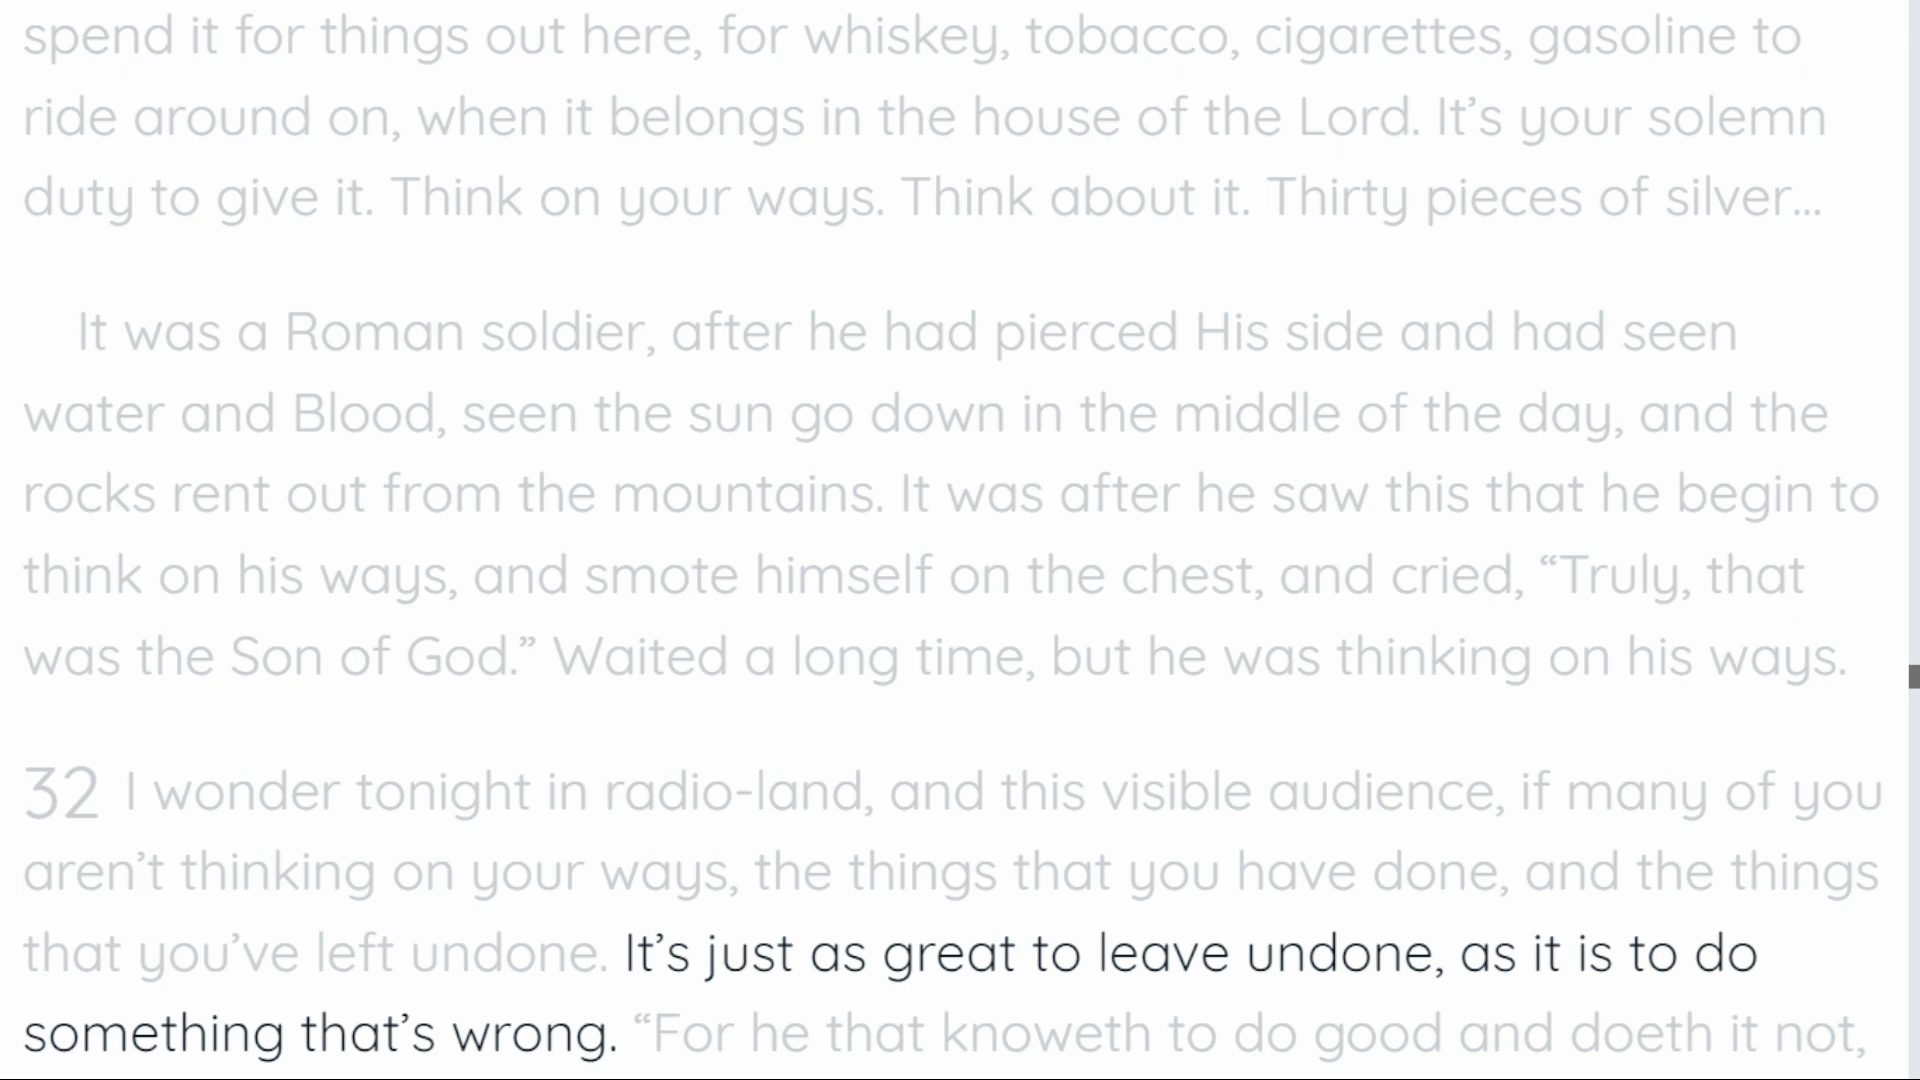 spend it for things out here, for whiskey, tobacco, cigarettes, gasoline to
ride around on, when it belongs in the house of the Lord. It’s your solemn
duty to give it. Think on your ways. Think about it. Thirty pieces of silver…
It was a Roman soldier, after he had pierced His side and had seen
water and Blood, seen the sun go down in the middle of the day, and the
rocks rent out from the mountains. It was after he saw this that he begin to
think on his ways, and smote himself on the chest, and cried, “Truly, that
was the Son of God.” Waited a long time, but he was thinking on his ways.
32 I wonder tonight in radio-land, and this visible audience, if many of you
aren’t thinking on your ways, the things that you have done, and the things
that you’ve left undone. It’s just as great to leave undone, as it is to do
something that’s wrong. “For he that knoweth to do good and doeth it not,